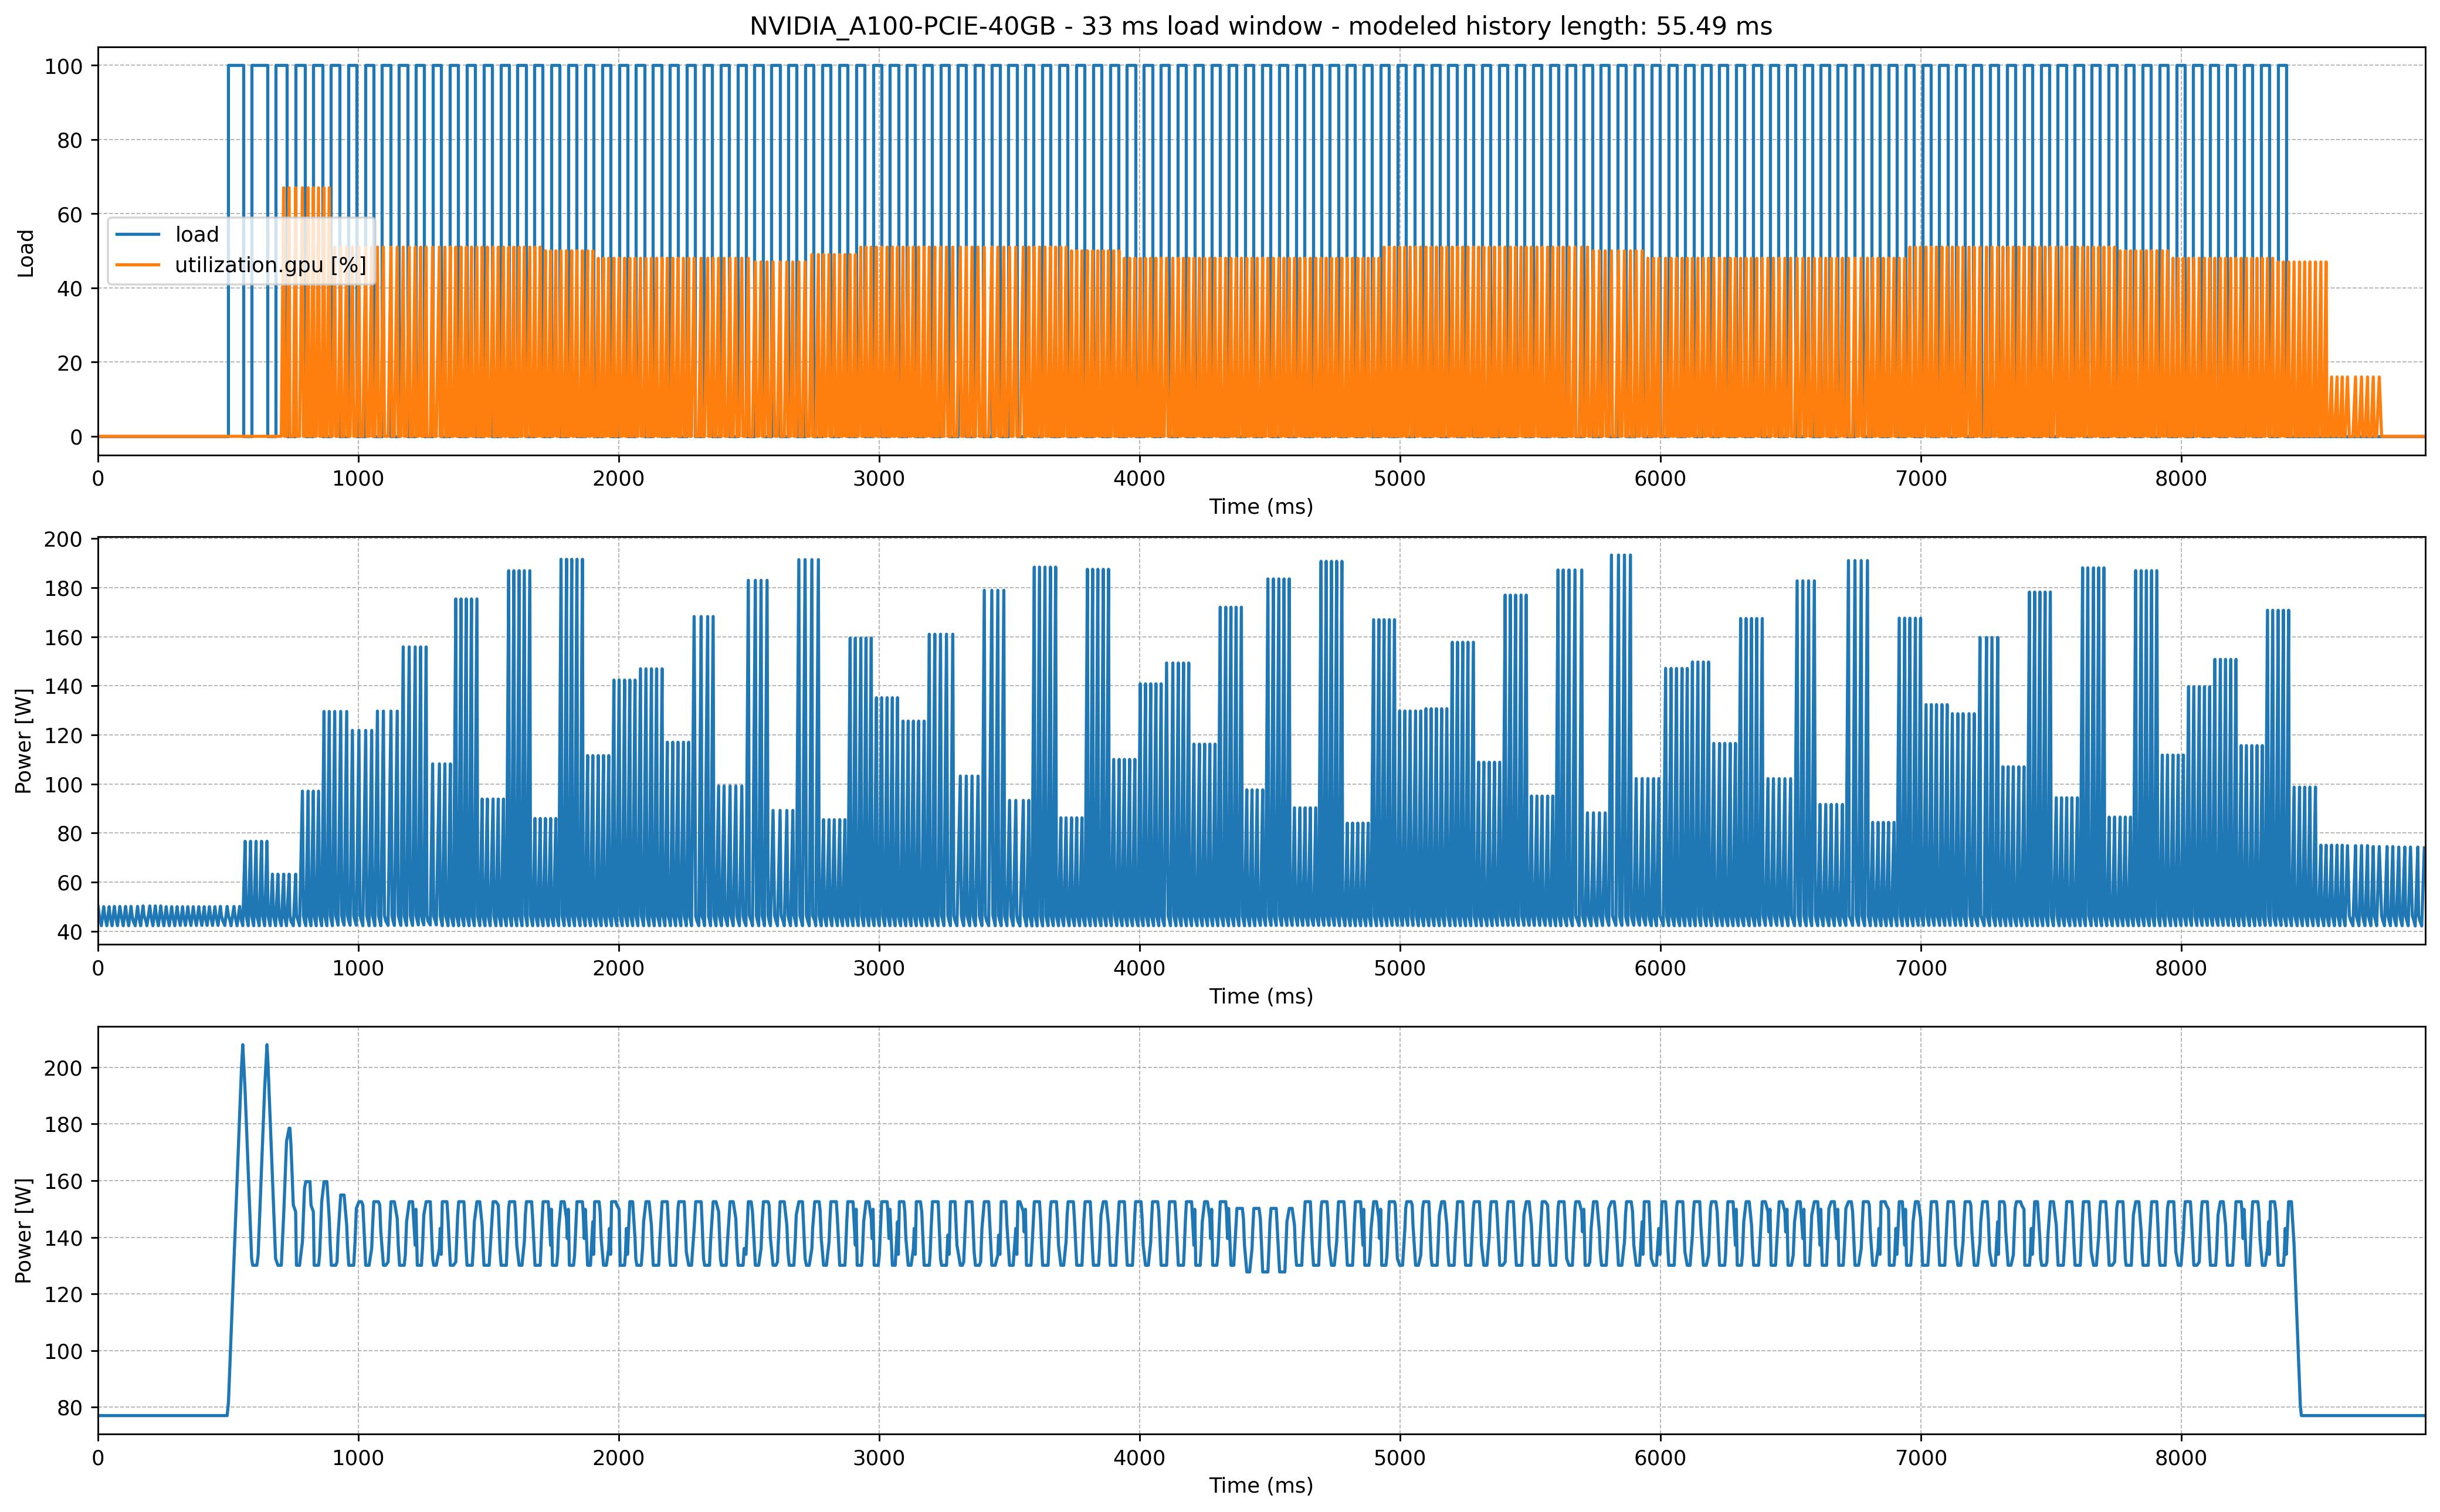 NVIDIA_A100-PCIE-40GB - 33 ms load window - modeled history length: 55.49 ms
100
80
60
40
20
0
Load
load
utilization.gpu [%]
0 1000 2000 3000 4000 5000 6000 7000 8000
Time (ms)
200
180
160
140
120
100
80
60
40
Power [W]
0 1000 2000 3000 4000 5000 6000 7000 8000
Time (ms)
200
180
160
140
120
100
80
Power [W]
0 1000 2000 3000 4000 5000 6000 7000 8000
Time (ms)